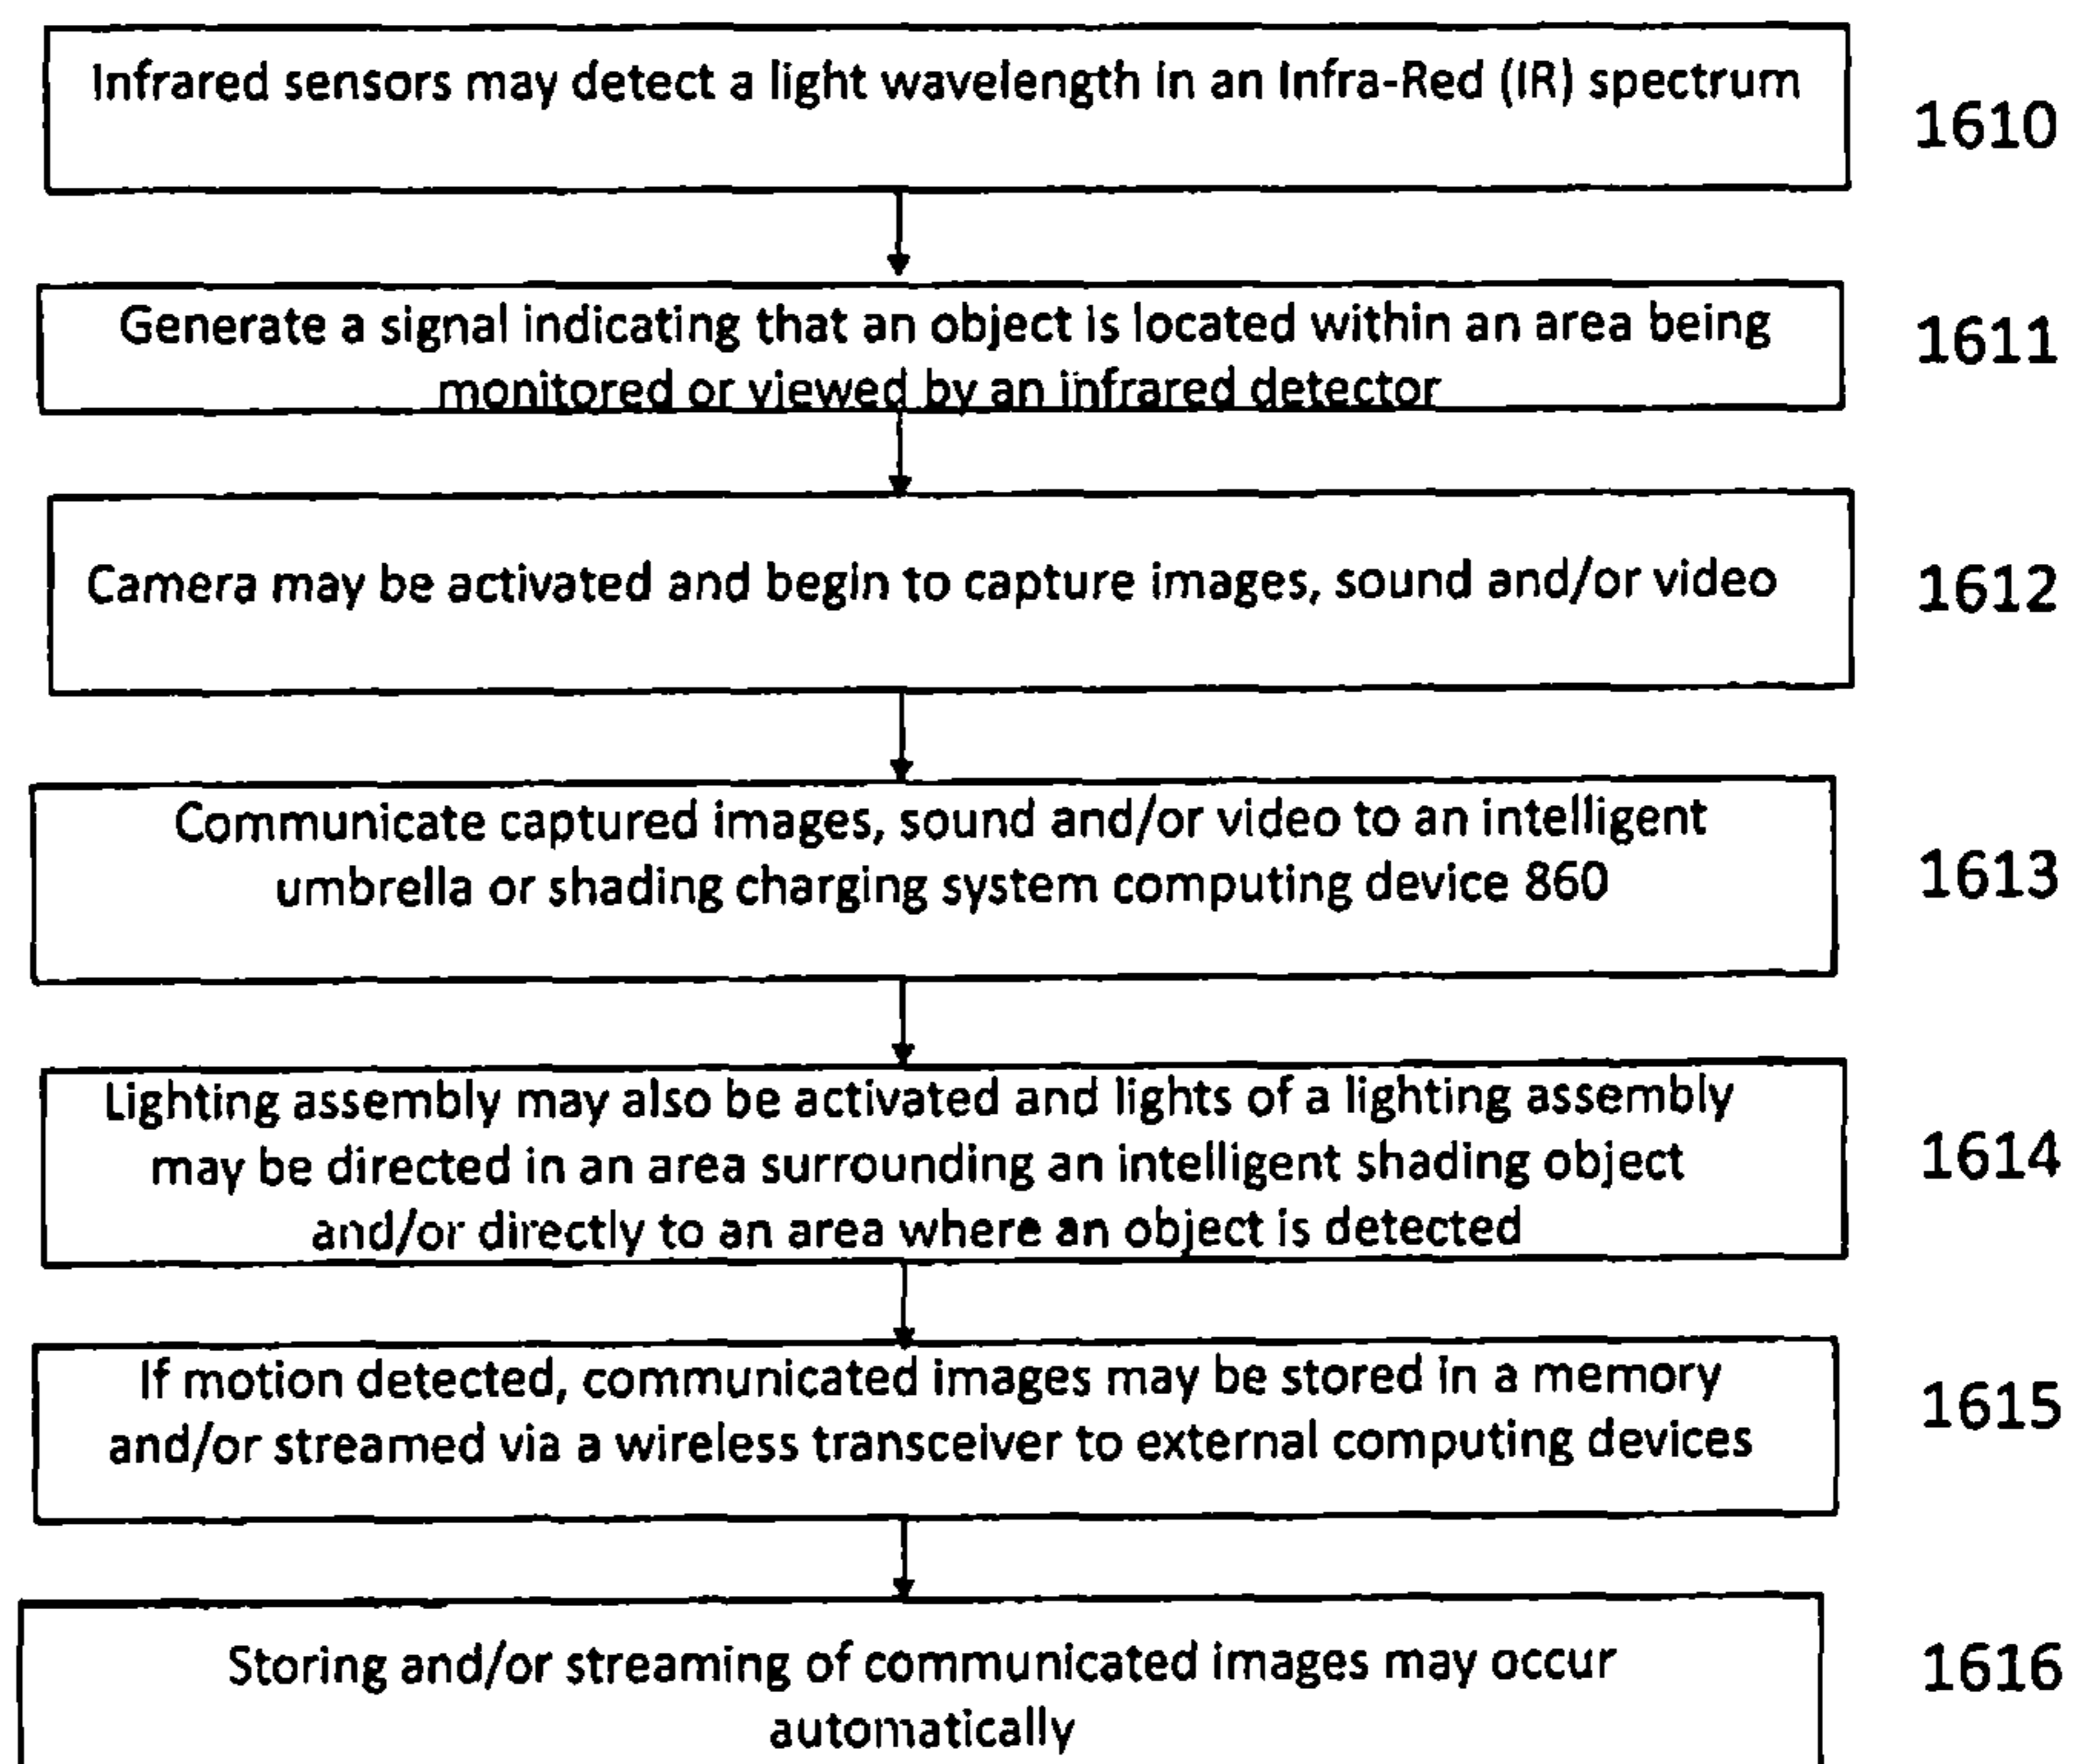 Infrared sensors may detect a light wavelength in an Infra-Red (IR) spectrum
1610
Generate a signal indicating that an object is located within an area being
monitored or viewed by an infrared detector
1611
Camera may be activated and begin to capture images, sound and/or video
1612
Communicate captured images, sound and/or video to an intelligent
umbrella or shading charging system computing device 860
1613
Lighting assembly may also be activated and lights of a lighting assembly
may be directed in an area surrounding an intelligent shading object
and/or directly to an area where an object is detected
1614
If motion detected, communicated images may be stored in a memory
and/or streamed via a wireless transceiver to external computing devices
1615
Storing and/or streaming of communicated images may occur
automatically
1616